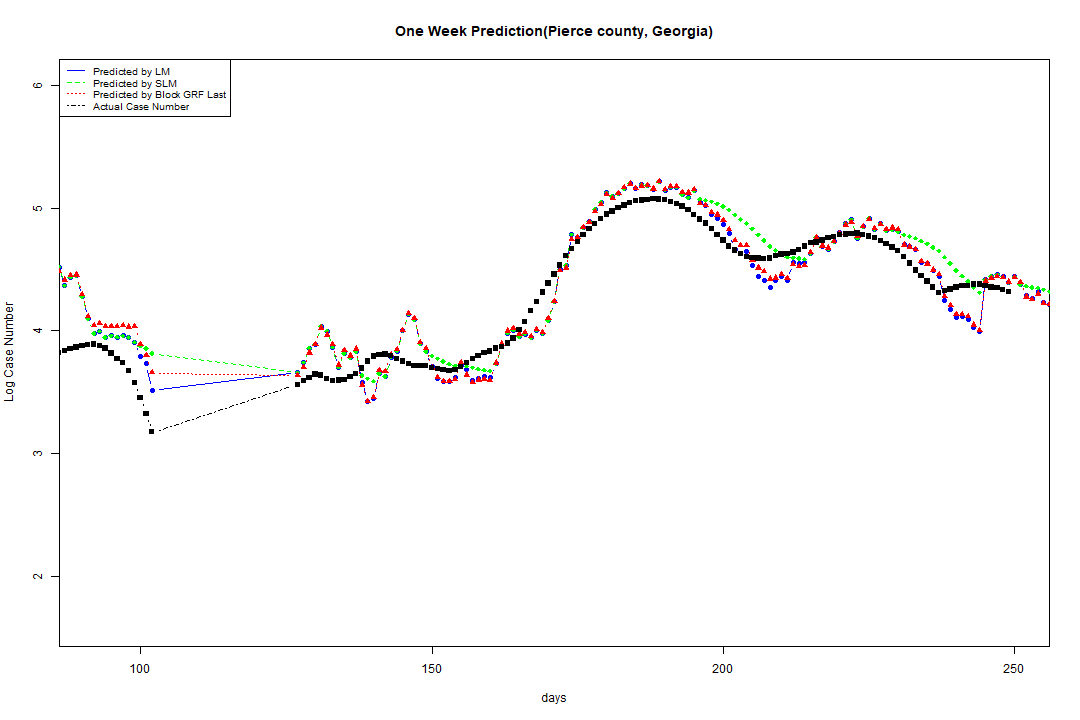 One Week Prediction(Pierce county, Georgia)
Predicted by LM
Predicted by SLM
Predicted by Block GRF Last
Actual Case Number
6
5
4
3
2
Log Case Number
100 150 200 250
days